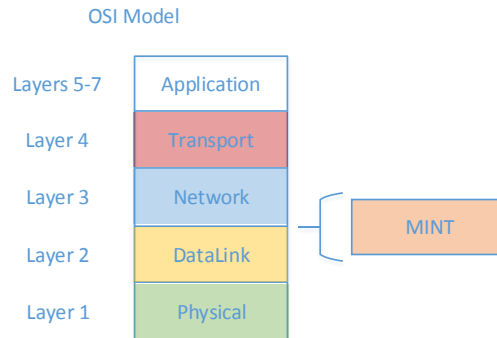 OSI Model
Layers 5-7 Application
Layer 4 Transport
Layer 3 Network
MINT
Layer 2 DataLink
Layer 1 Physical